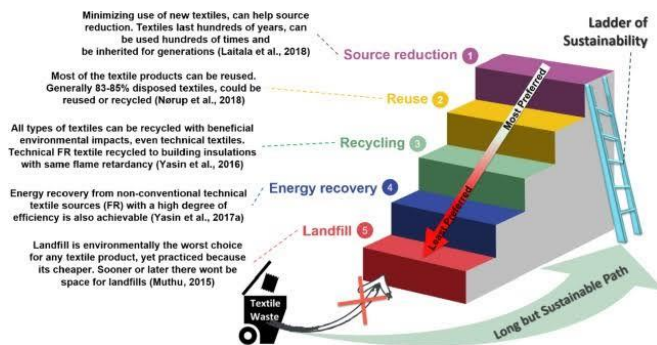 Minimizing use of new textiles, can help source
reduction. Textiles last hundreds of years, can
be used hundreds of times and
be inherited for generations (Laitala et al., 2018)
Source reduction 1
Ladder of
Sustainability
Most of the textile products can be reused.
Generally 83-85% disposed textiles, could be
reused or recycled (Nørup et al., 2018)
Reuse 2
Most Preferred
All types of textiles can be recycled with beneficial
environmental impacts, even technical textiles.
Technical FR textile recycled to building insulations
with same flame retardancy (Yasin et al., 2016)
Recycling 3
Energy recovery from non-conventional technical
textile sources (FR) with a high degree of
efficiency is also achievable (Yasin et al., 2017a)
Energy recovery 4
Least Preferred
Landfill is environmentally the worst choice
for any textile product, yet practiced because
its cheaper. Sooner or later there wont be
space for landfills (Muthu, 2015)
Landfill 5
Textile
Waste
Long but Sustainable Path